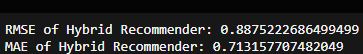 RMSE of Hybrid Recommender: 0.8875222686499499
MAE of Hybrid Recommender: 0.713157707482049